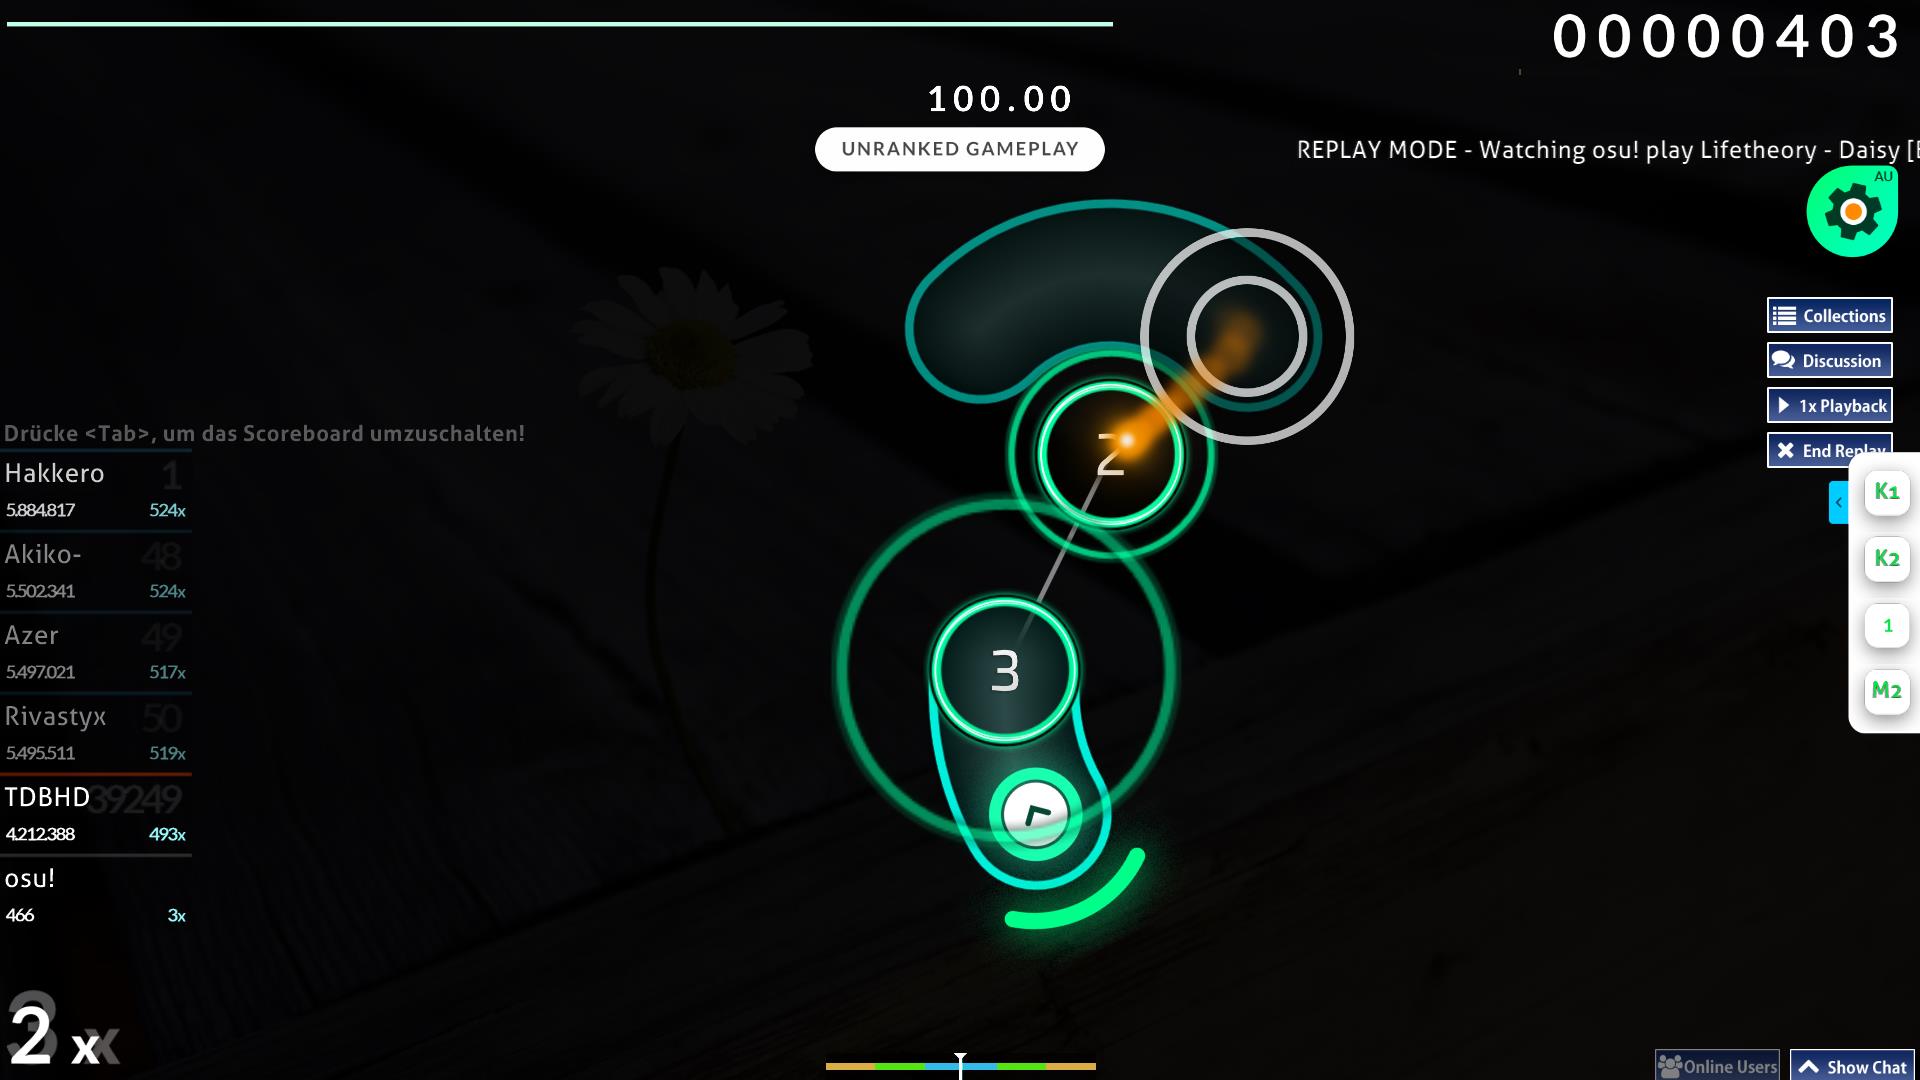 00000403
100.00
UNRANKED GAMEPLAY
REPLAY MODE - Watching osu! play Lifetheory - Daisy [
AU
Collections
Discussion
1x Playback
End Replay
K1
K2
1
M2
2
3
Drücke <Tab>, um das Scoreboard umzuschalten!
Hakkero 1
5.884.817 524x
Akiko- 48
5.502.341 524x
Azer 49
5.497.021 517x
Rivastyx 50
5.495.511 519x
TDBHD 39249
4.212.388 493x
osu!
466 3x
2x
Online Users
Show Chat